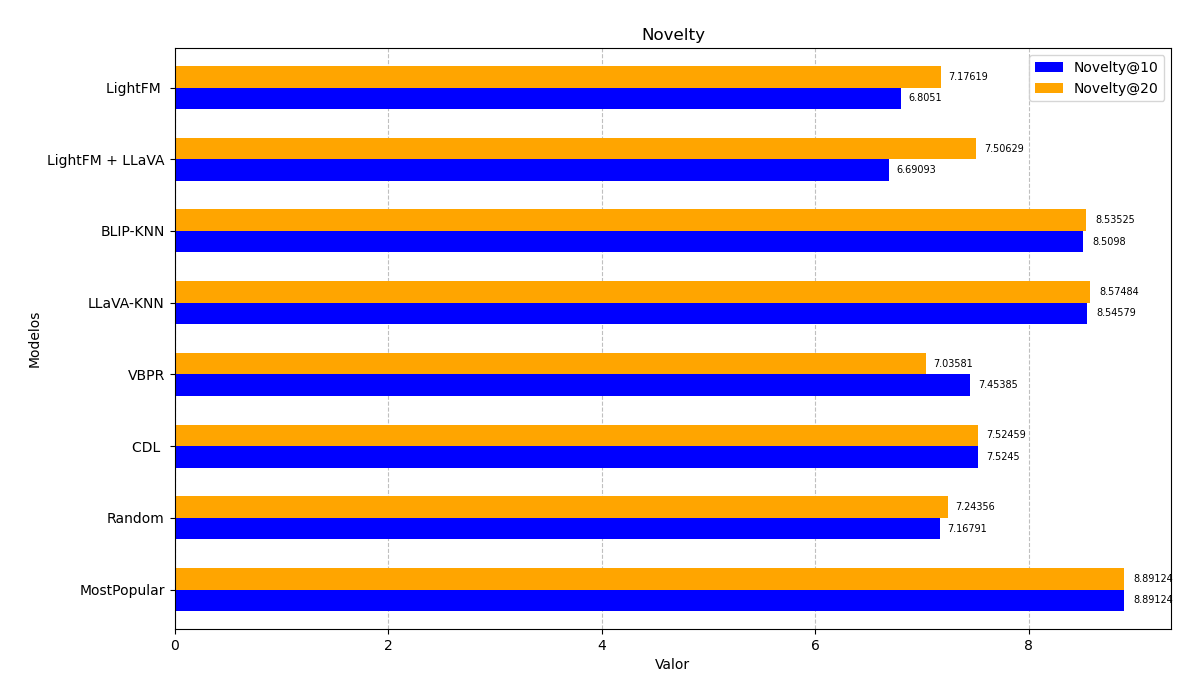 Novelty
Novelty@10
Novelty@20
LightFM
7.17619
6.8051
LightFM + LLaVA
7.50629
6.69093
BLIP-KNN
8.53525
8.5098
LLaVA-KNN
8.57484
8.54579
VBPR
7.03581
7.45385
CDL
7.52459
7.5245
Random
7.24356
7.16791
MostPopular
8.89124
8.89124
Modelos
0 2 4 6 8
Valor